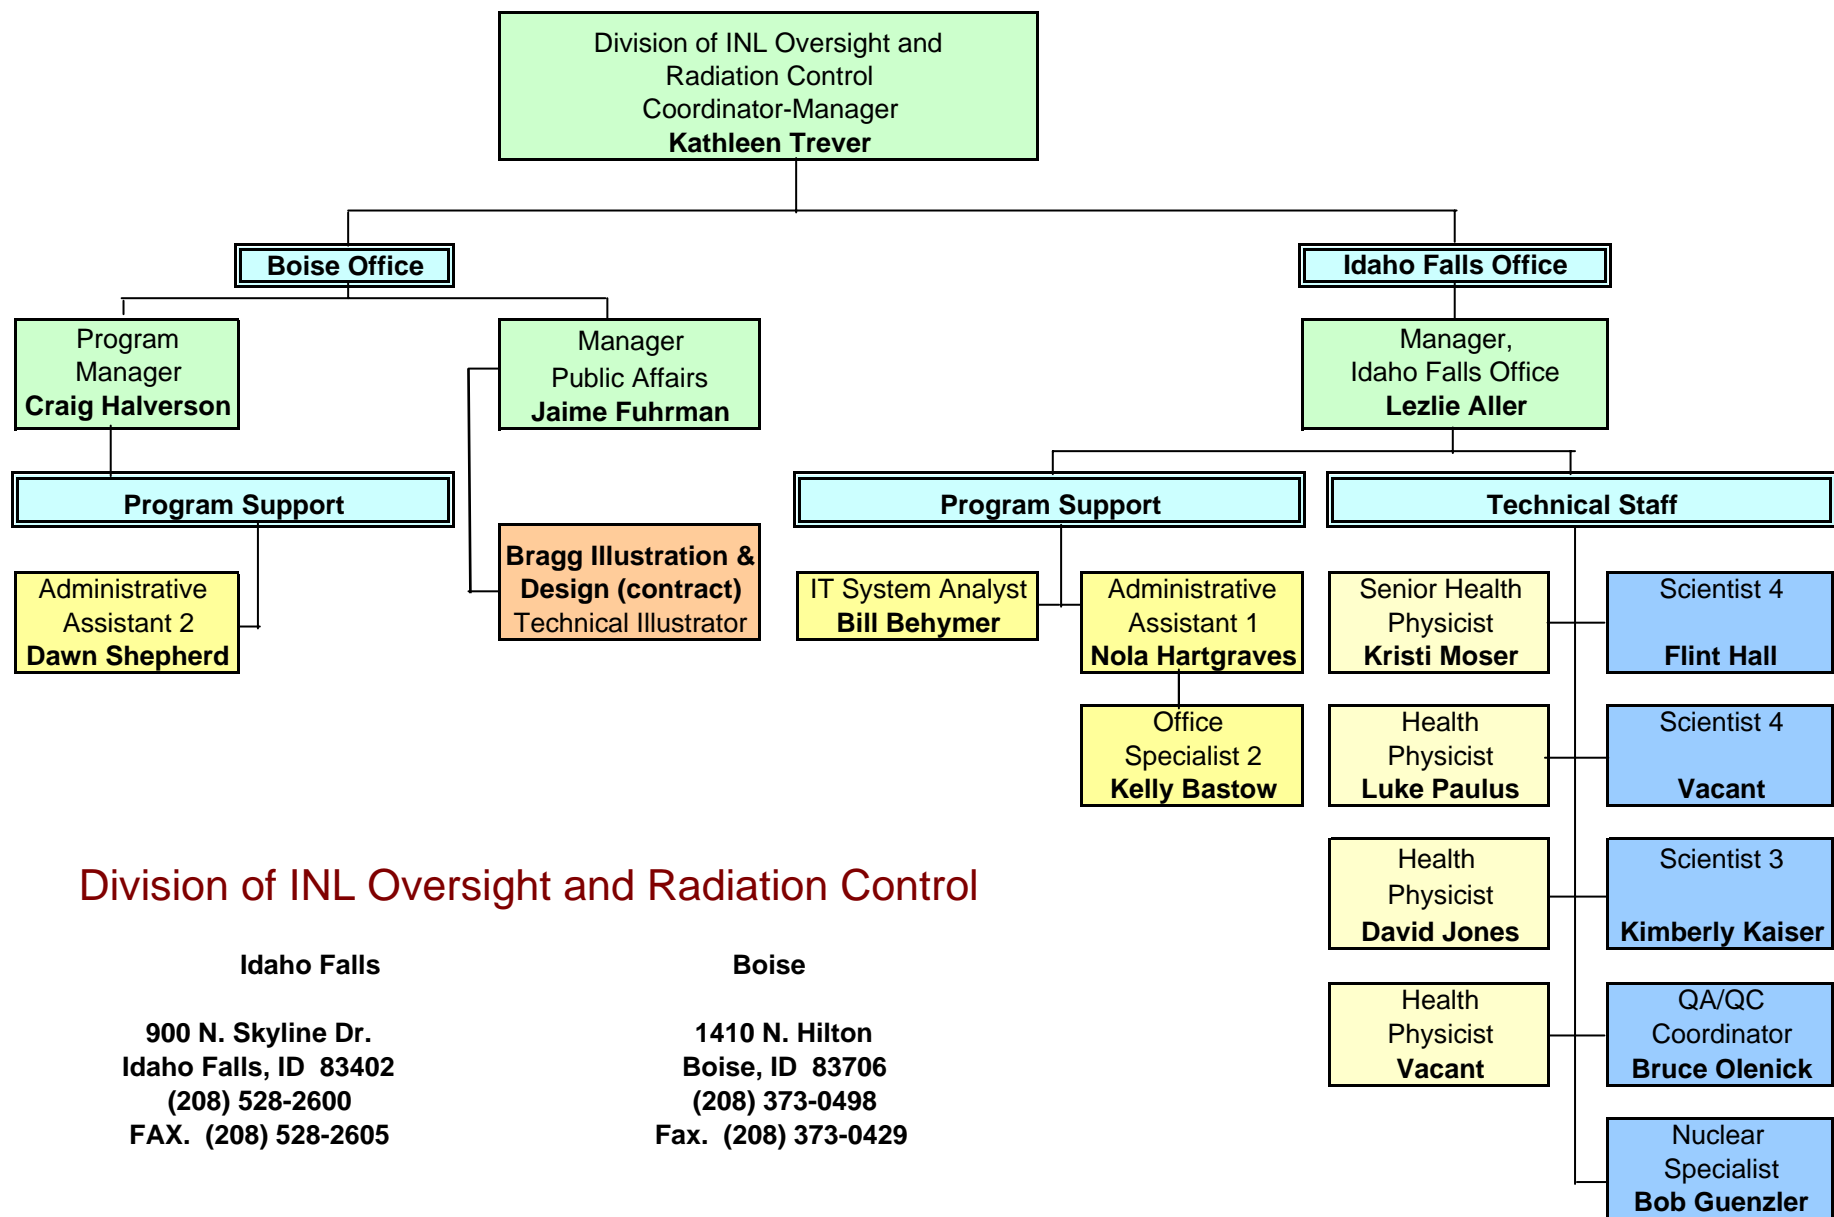 Division of INL Oversight and
Radiation Control
Coordinator-Manager
Kathleen Trever
Boise Office
Idaho Falls Office
Program
Manager
Craig Halverson
Manager
Public Affairs
Jaime Fuhrman
Manager,
Idaho Falls Office
Lezlie Aller
Program Support
Program Support
Technical Staff
Administrative
Assistant 2
Dawn Shepherd
Bragg Illustration &
Design (contract)
Technical Illustrator
IT System Analyst
Bill Behymer
Administrative
Assistant 1
Nola Hartgraves
Senior Health
Physicist
Kristi Moser
Scientist 4
Flint Hall
Office
Specialist 2
Kelly Bastow
Health
Physicist
Luke Paulus
Scientist 4
Vacant
Health
Physicist
David Jones
Scientist 3
Kimberly Kaiser
Health
Physicist
Vacant
QA/QC
Coordinator
Bruce Olenick
Nuclear
Specialist
Bob Guenzler
Division of INL Oversight and Radiation Control
Idaho Falls
900 N. Skyline Dr.
Idaho Falls, ID  83402
(208) 528-2600
FAX.  (208) 528-2605
Boise
1410 N. Hilton
Boise, ID  83706
(208) 373-0498
Fax.  (208) 373-0429